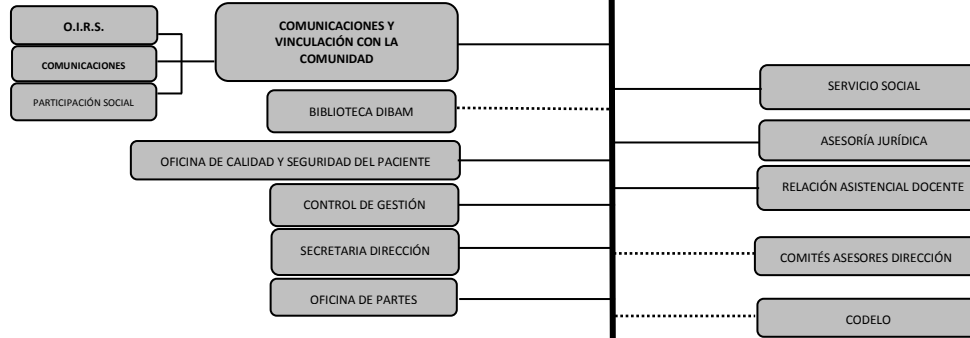 O.I.R.S.
COMUNICACIONES
PARTICIPACIÓN SOCIAL
COMUNICACIONES Y
VINCULACIÓN CON LA
COMUNIDAD
BIBLIOTECA DIBAM
OFICINA DE CALIDAD Y SEGURIDAD DEL PACIENTE
CONTROL DE GESTIÓN
SECRETARIA DIRECCIÓN
OFICINA DE PARTES
SERVICIO SOCIAL
ASESORÍA JURÍDICA
RELACIÓN ASISTENCIAL DOCENTE
COMITÉS ASESORES DIRECCIÓN
CODELO